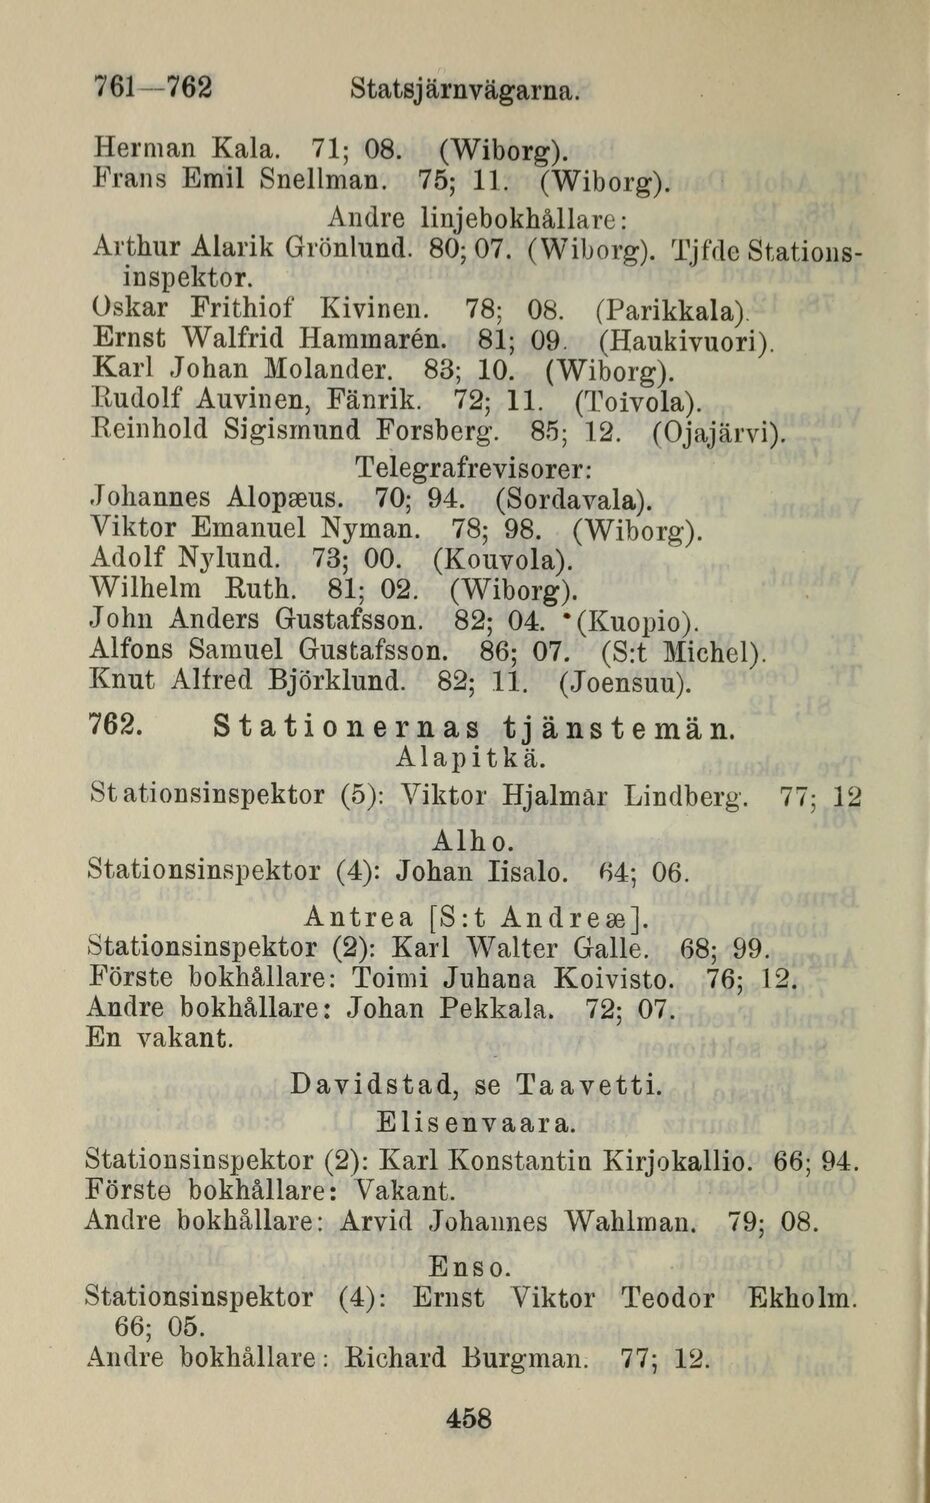 761—762 Statsjärnvägarna.
Herman Kala. 71; 08. (Wiborg).
Frans Emil Snellman. 75; 11. (Wiborg).
Andre linjebokhållare:
Arthur Alarik Grönlund. 80; 07. (Wiborg). Tjfde Stations-
inspektor.
Oskar Frithiof Kivinen. 78; 08. (Parikkala).
Ernst Walfrid Hammarén. 81; 09. (Haukivuori).
Karl Johan Molander. 83; 10. (Wiborg).
Rudolf Auvinen, Fänrik. 72; 11. (Toivola).
Reinhold Sigismund Forsberg. 85; 12. (Ojajärvi).
Telegrafrevisorer:
Johannes Alopæus. 70; 94. (Sordavala).
Viktor Emanuel Nyman. 78; 98. (Wiborg).
Adolf Nylund. 73; 00. (Kouvola).
Wilhelm Ruth. 81; 02. (Wiborg).
John Anders Gustafsson. 82; 04. (Kuopio).
Alfons Samuel Gustafsson. 86; 07. (S:t Michel).
Knut Alfred Björklund. 82; 11. (Joensuu).
762. Stationernas tjänstemän.
Alapitkä.
Stationsinspektor (5): Viktor Hjalmar Lindberg. 77; 12
Alho.
Stationsinspektor (4): Johan Iisalo. 64; 06.
Antrea [S:t Andreæ].
Stationsinspektor (2): Karl Walter Galle. 68; 99.
Förste bokhållare: Toimi Juhana Koivisto. 76; 12.
Andre bokhållare: Johan Pekkala. 72; 07.
En vakant.
Davidstad, se Taavetti.
Elisenvaara.
Stationsinspektor (2): Karl Konstantin Kirjokallio. 66; 94.
Förste bokhållare: Vakant.
Andre bokhållare: Arvid Johannes Wahlman. 79; 08.
Enso.
Stationsinspektor (4): Ernst Viktor Teodor Ekholm.
66; 05.
Andre bokhållare: Richard Burgman. 77; 12.
458